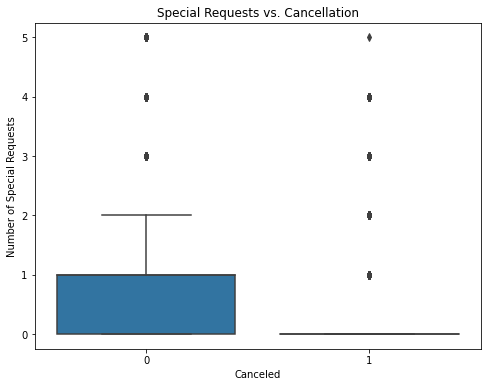 Special Requests vs. Cancellation
Number of Special Requests
5
4
3
2
1
0
0 1
Canceled